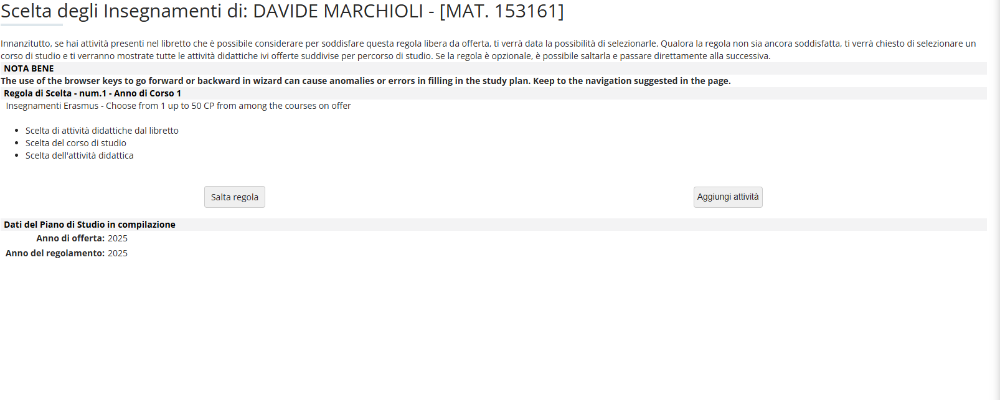 Scelta degli Insegnamenti di: DAVIDE MARCHIOLI - [MAT. 153161]
Innanzitutto, se hai attività presenti nel libretto che è possibile considerare per soddisfare questa regola libera da offerta, ti verrà data la possibilità di selezionarle. Qualora la regola non sia ancora soddisfatta, ti verrà chiesto di selezionare un
corso di studio e ti verranno mostrate tutte le attività didattiche ivi offerte suddivise per percorso di studio. Se la regola è opzionale, è possibile saltarla e passare direttamente alla successiva.
NOTA BENE
The use of the browser keys to go forward or backward in wizard can cause anomalies or errors in filling in the study plan. Keep to the navigation suggested in the page.
Regola di Scelta - num.1 - Anno di Corso 1
Insegnamenti Erasmus - Choose from 1 up to 50 CP from among the courses on offer
• Scelta di attività didattiche dal libretto
• Scelta del corso di studio
• Scelta dell'attività didattica
Salta regola Aggiungi attività
Dati del Piano di Studio in compilazione
Anno di offerta: 2025
Anno del regolamento: 2025